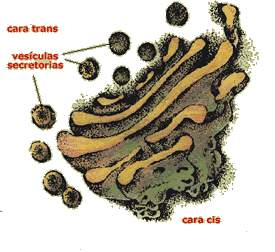 cara trans
vesículas
secretorias
cara cis